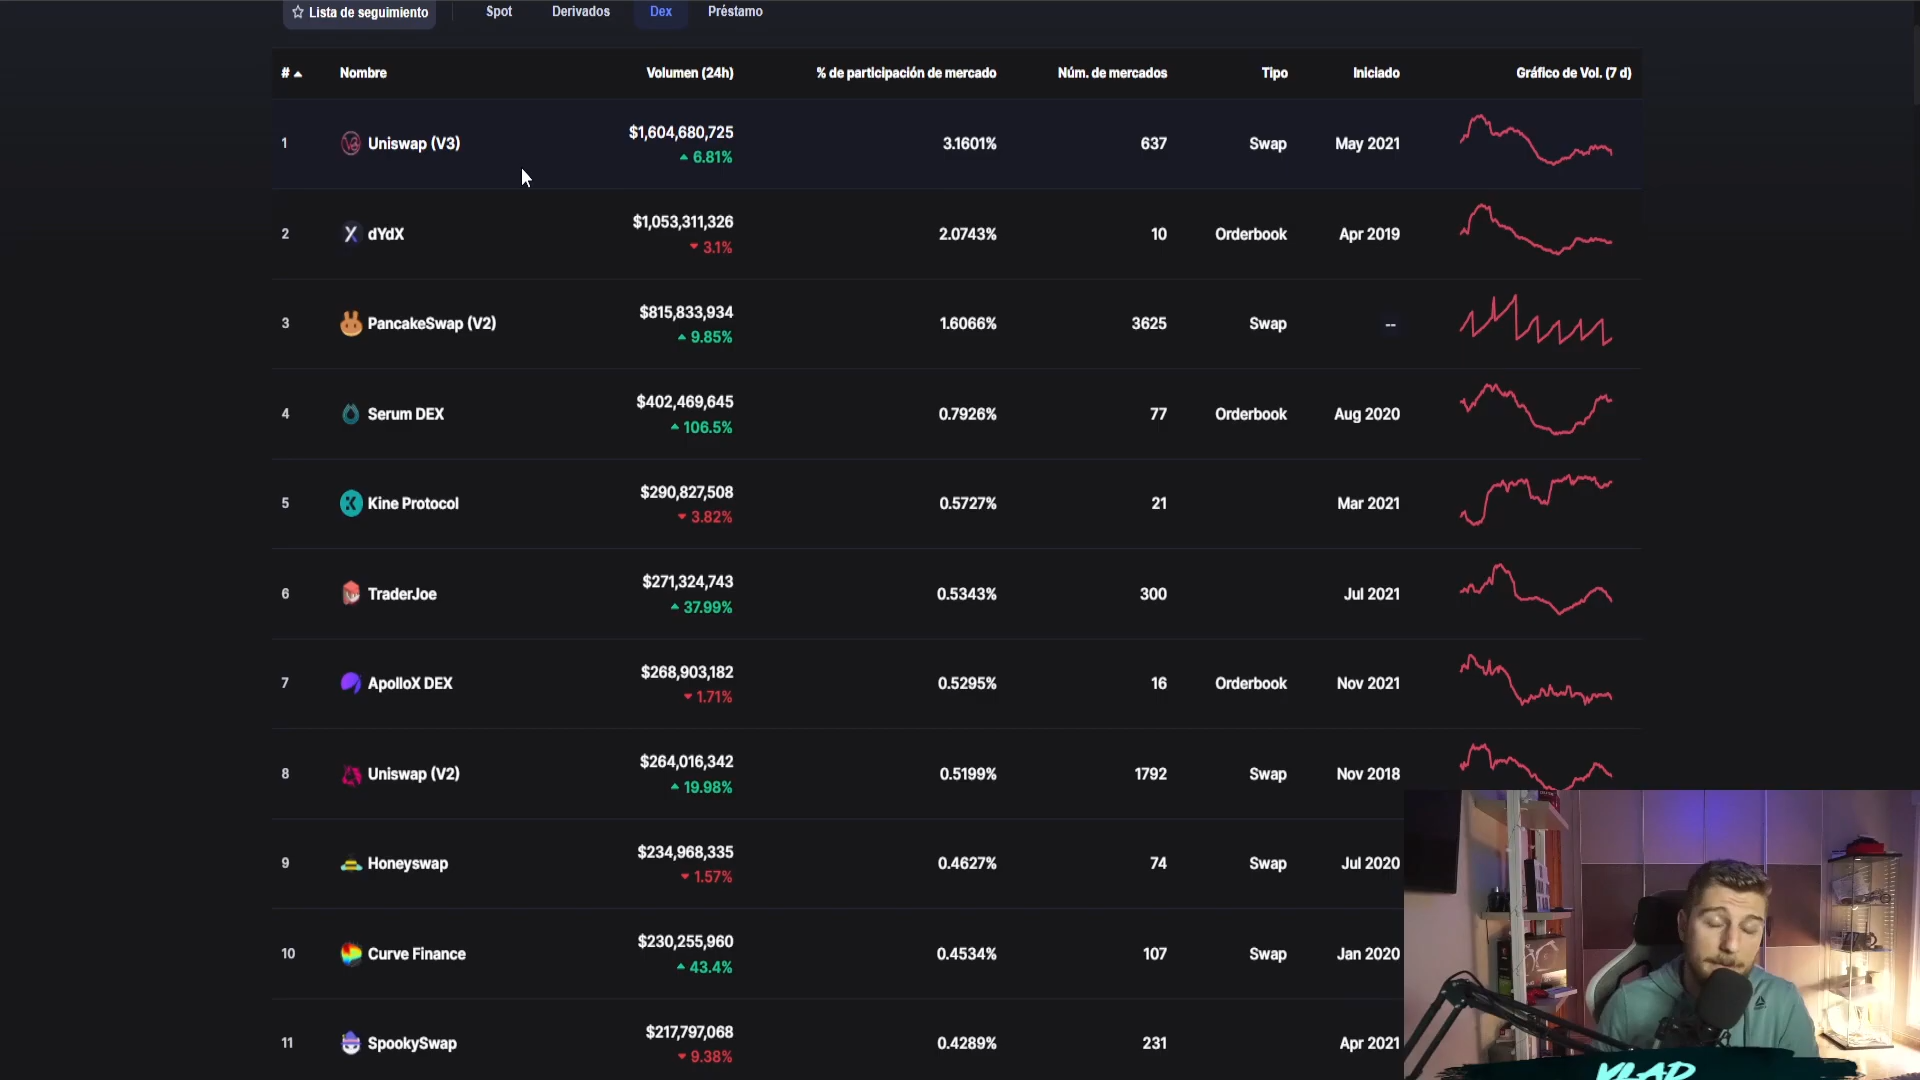 Lista de seguimiento Spot Derivados Dex Préstamo
# Nombre Volumen (24h) % de participación de mercado Núm. de mercados Tipo Iniciado Gráfico de Vol. (7 d)
1 Uniswap (V3) $1,604,680,725 3.1601% 637 Swap May 2021
6.81%
2 dYdX $1,053,311,326 2.0743% 10 Orderbook Apr 2019
3.1%
3 PancakeSwap (V2) $815,833,934 1.6066% 3625 Swap --
9.85%
4 Serum DEX $402,469,645 0.7926% 77 Orderbook Aug 2020
106.5%
5 Kine Protocol $290,827,508 0.5727% 21 Mar 2021
3.82%
6 TraderJoe $271,324,743 0.5343% 300 Jul 2021
37.99%
7 ApolloX DEX $268,903,182 0.5295% 16 Orderbook Nov 2021
1.71%
8 Uniswap (V2) $264,016,342 0.5199% 1792 Swap Nov 2018
19.98%
9 Honeyswap $234,968,335 0.4627% 74 Swap Jul 2020
1.57%
10 Curve Finance $230,255,960 0.4534% 107 Swap Jan 2020
43.4%
11 SpookySwap $217,797,068 0.4289% 231 Apr 2021
9.38%
VLAD